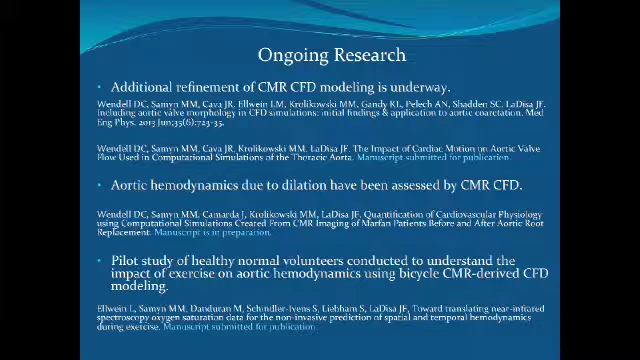 Ongoing Research
• Additional refinement of CMR CFD modeling is underway.
Wendell DC, Samyn MM, Cava JR, Ellwein LM, Krolikowski MM, Gandy KL, Pelech AN, Shadden SC, LaDisa JF.
Including aortic valve morphology in CFD simulations: initial findings & application to aortic coarctation. Med
Eng Phys. 2013 Jun;35(6):723-35.
Wendell DC, Samyn MM, Cava JR, Krolikowski MM, LaDisa JF. The Impact of Cardiac Motion on Aortic Valve
Flow Used in Computational Simulations of the Thoracic Aorta. Manuscript submitted for publication.
• Aortic hemodynamics due to dilation have been assessed by CMR CFD.
Wendell DC, Samyn MM, Camarda J, Krolikowski MM, LaDisa JF. Quantification of Cardiovascular Physiology
using Computational Simulations Created From CMR Imaging of Marfan Patients Before and After Aortic Root
Replacement. Manuscript is in preparation.
• Pilot study of healthy normal volunteers conducted to understand the
impact of exercise on aortic hemodynamics using bicycle CMR-derived CFD
modeling.
Ellwein L, Samyn MM, Danduran M, Schindler-Ivens S, Liebham S, LaDisa JF, Toward translating near-infrared
spectroscopy oxygen saturation data for the non-invasive prediction of spatial and temporal hemodynamics
during exercise. Manuscript submitted for publication.